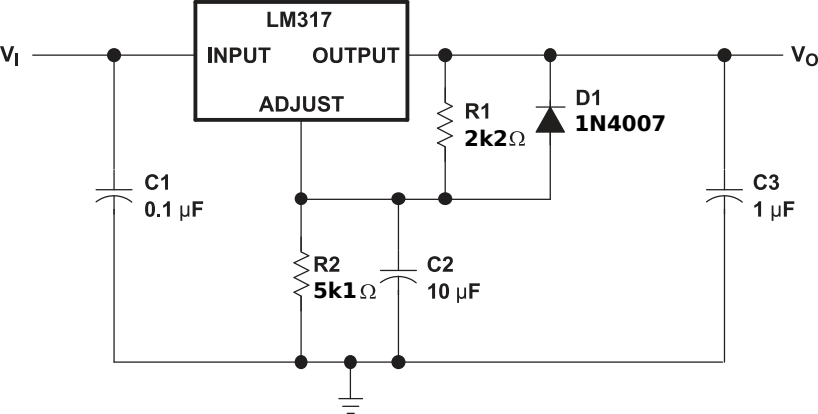 LM317
V_I
INPUT OUTPUT
V_O
ADJUST
R1
2k2Ω
D1
1N4007
C1
0.1 μF
C3
1 μF
R2
5k1Ω
C2
10 μF